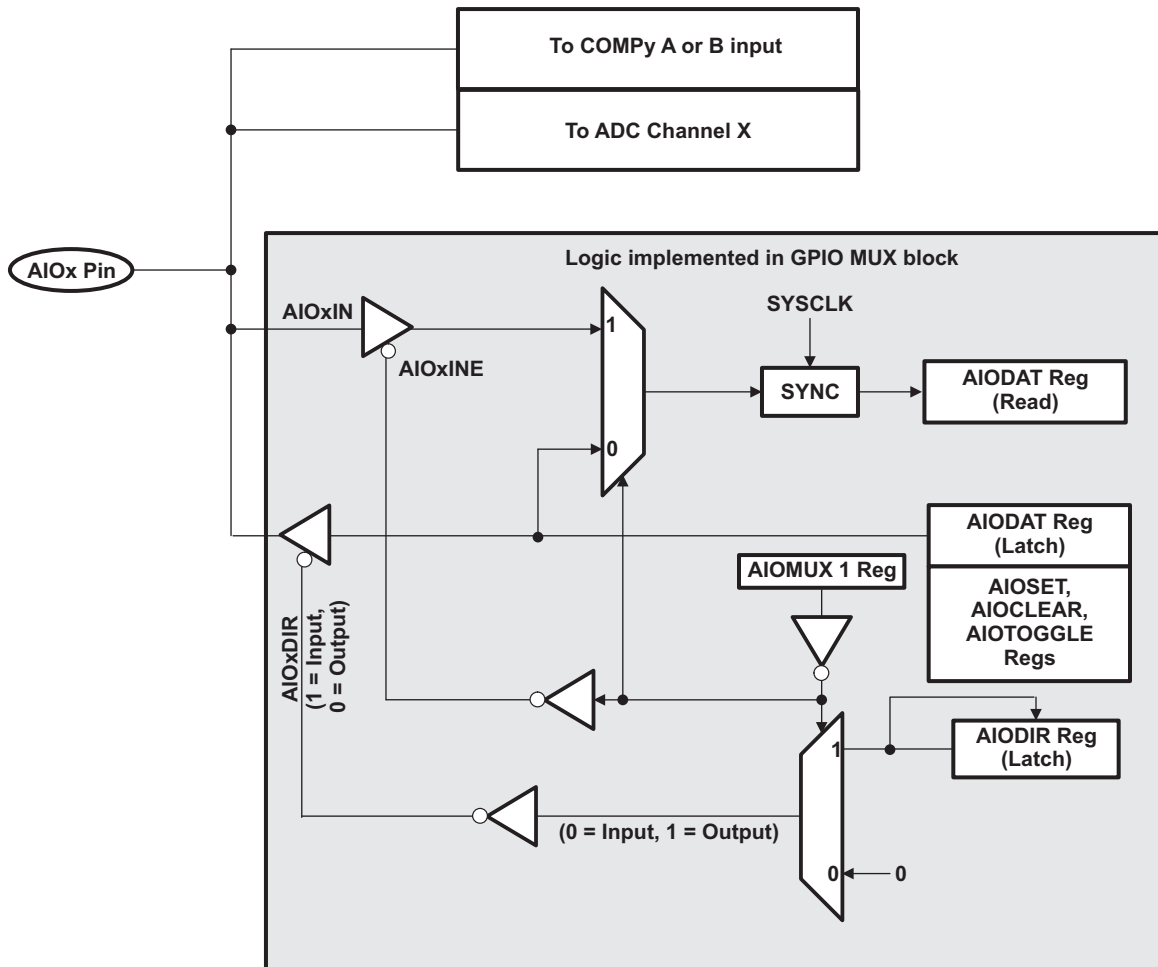 To COMPy A or B input
To ADC Channel X
AIOx Pin
Logic implemented in GPIO MUX block
AIOxIN
AIOxINE
1
0
SYSCLK
SYNC
AIODAT Reg
(Read)
AIODAT Reg
(Latch)
AIOSET,
AIOCLEAR,
AIOTOGGLE
Regs
AIOMUX 1 Reg
AIOxDIR
(1 = Input,
0 = Output)
1
AIODIR Reg
(Latch)
(0 = Input, 1 = Output)
0
0